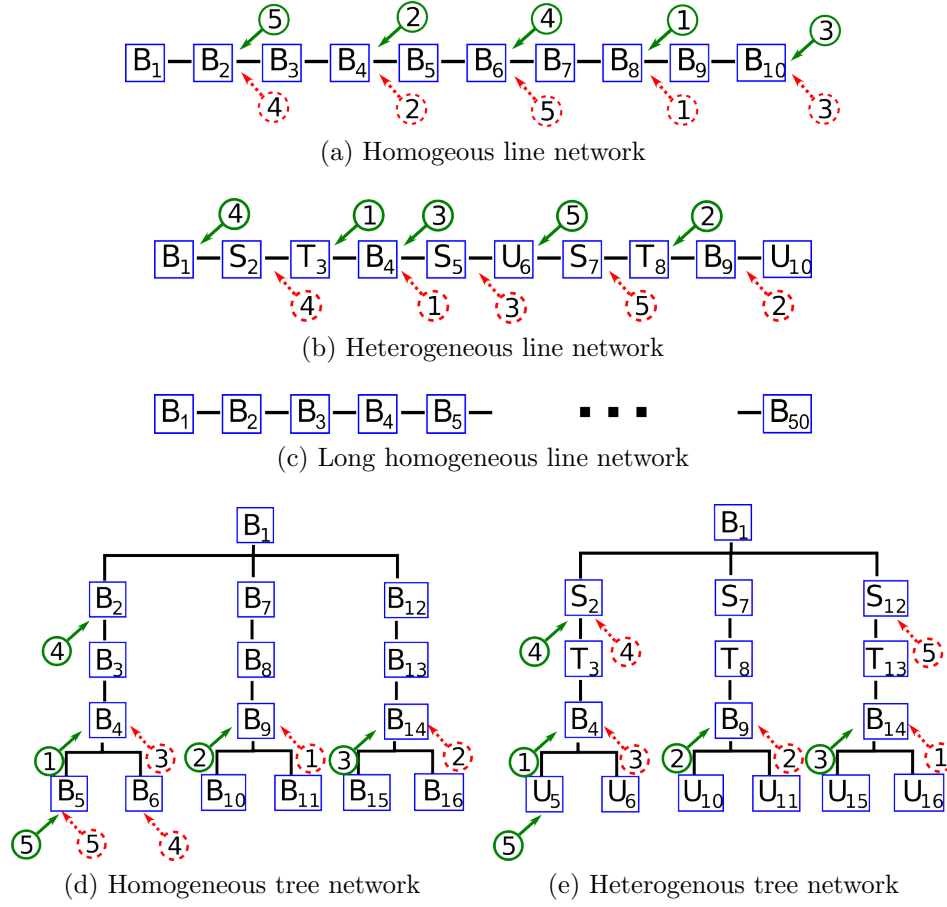 5 2 4 1 3
B1 B2 B3 B4 B5 B6 B7 B8 B9 B10
4 2 5 1 3
(a) Homogeous line network
4 1 3 5 2
B1 S2 T3 B4 S5 U6 S7 T8 B9 U10
4 1 3 5 2
(b) Heterogeneous line network
B1 B2 B3 B4 B5 ... B50
(c) Long homogeneous line network
B1
B2 B7 B12
4
B3 B8 B13
B4 B9 B14
1 3 2 1 3 2
B5 B6 B10 B11 B15 B16
5 5 4
(d) Homogeneous tree network
B1
S2 S7 S12
4 4 5
T3 T8 T13
B4 B9 B14
1 3 2 2 3 1
U5 U6 U10 U11 U15 U16
5
(e) Heterogenous tree network